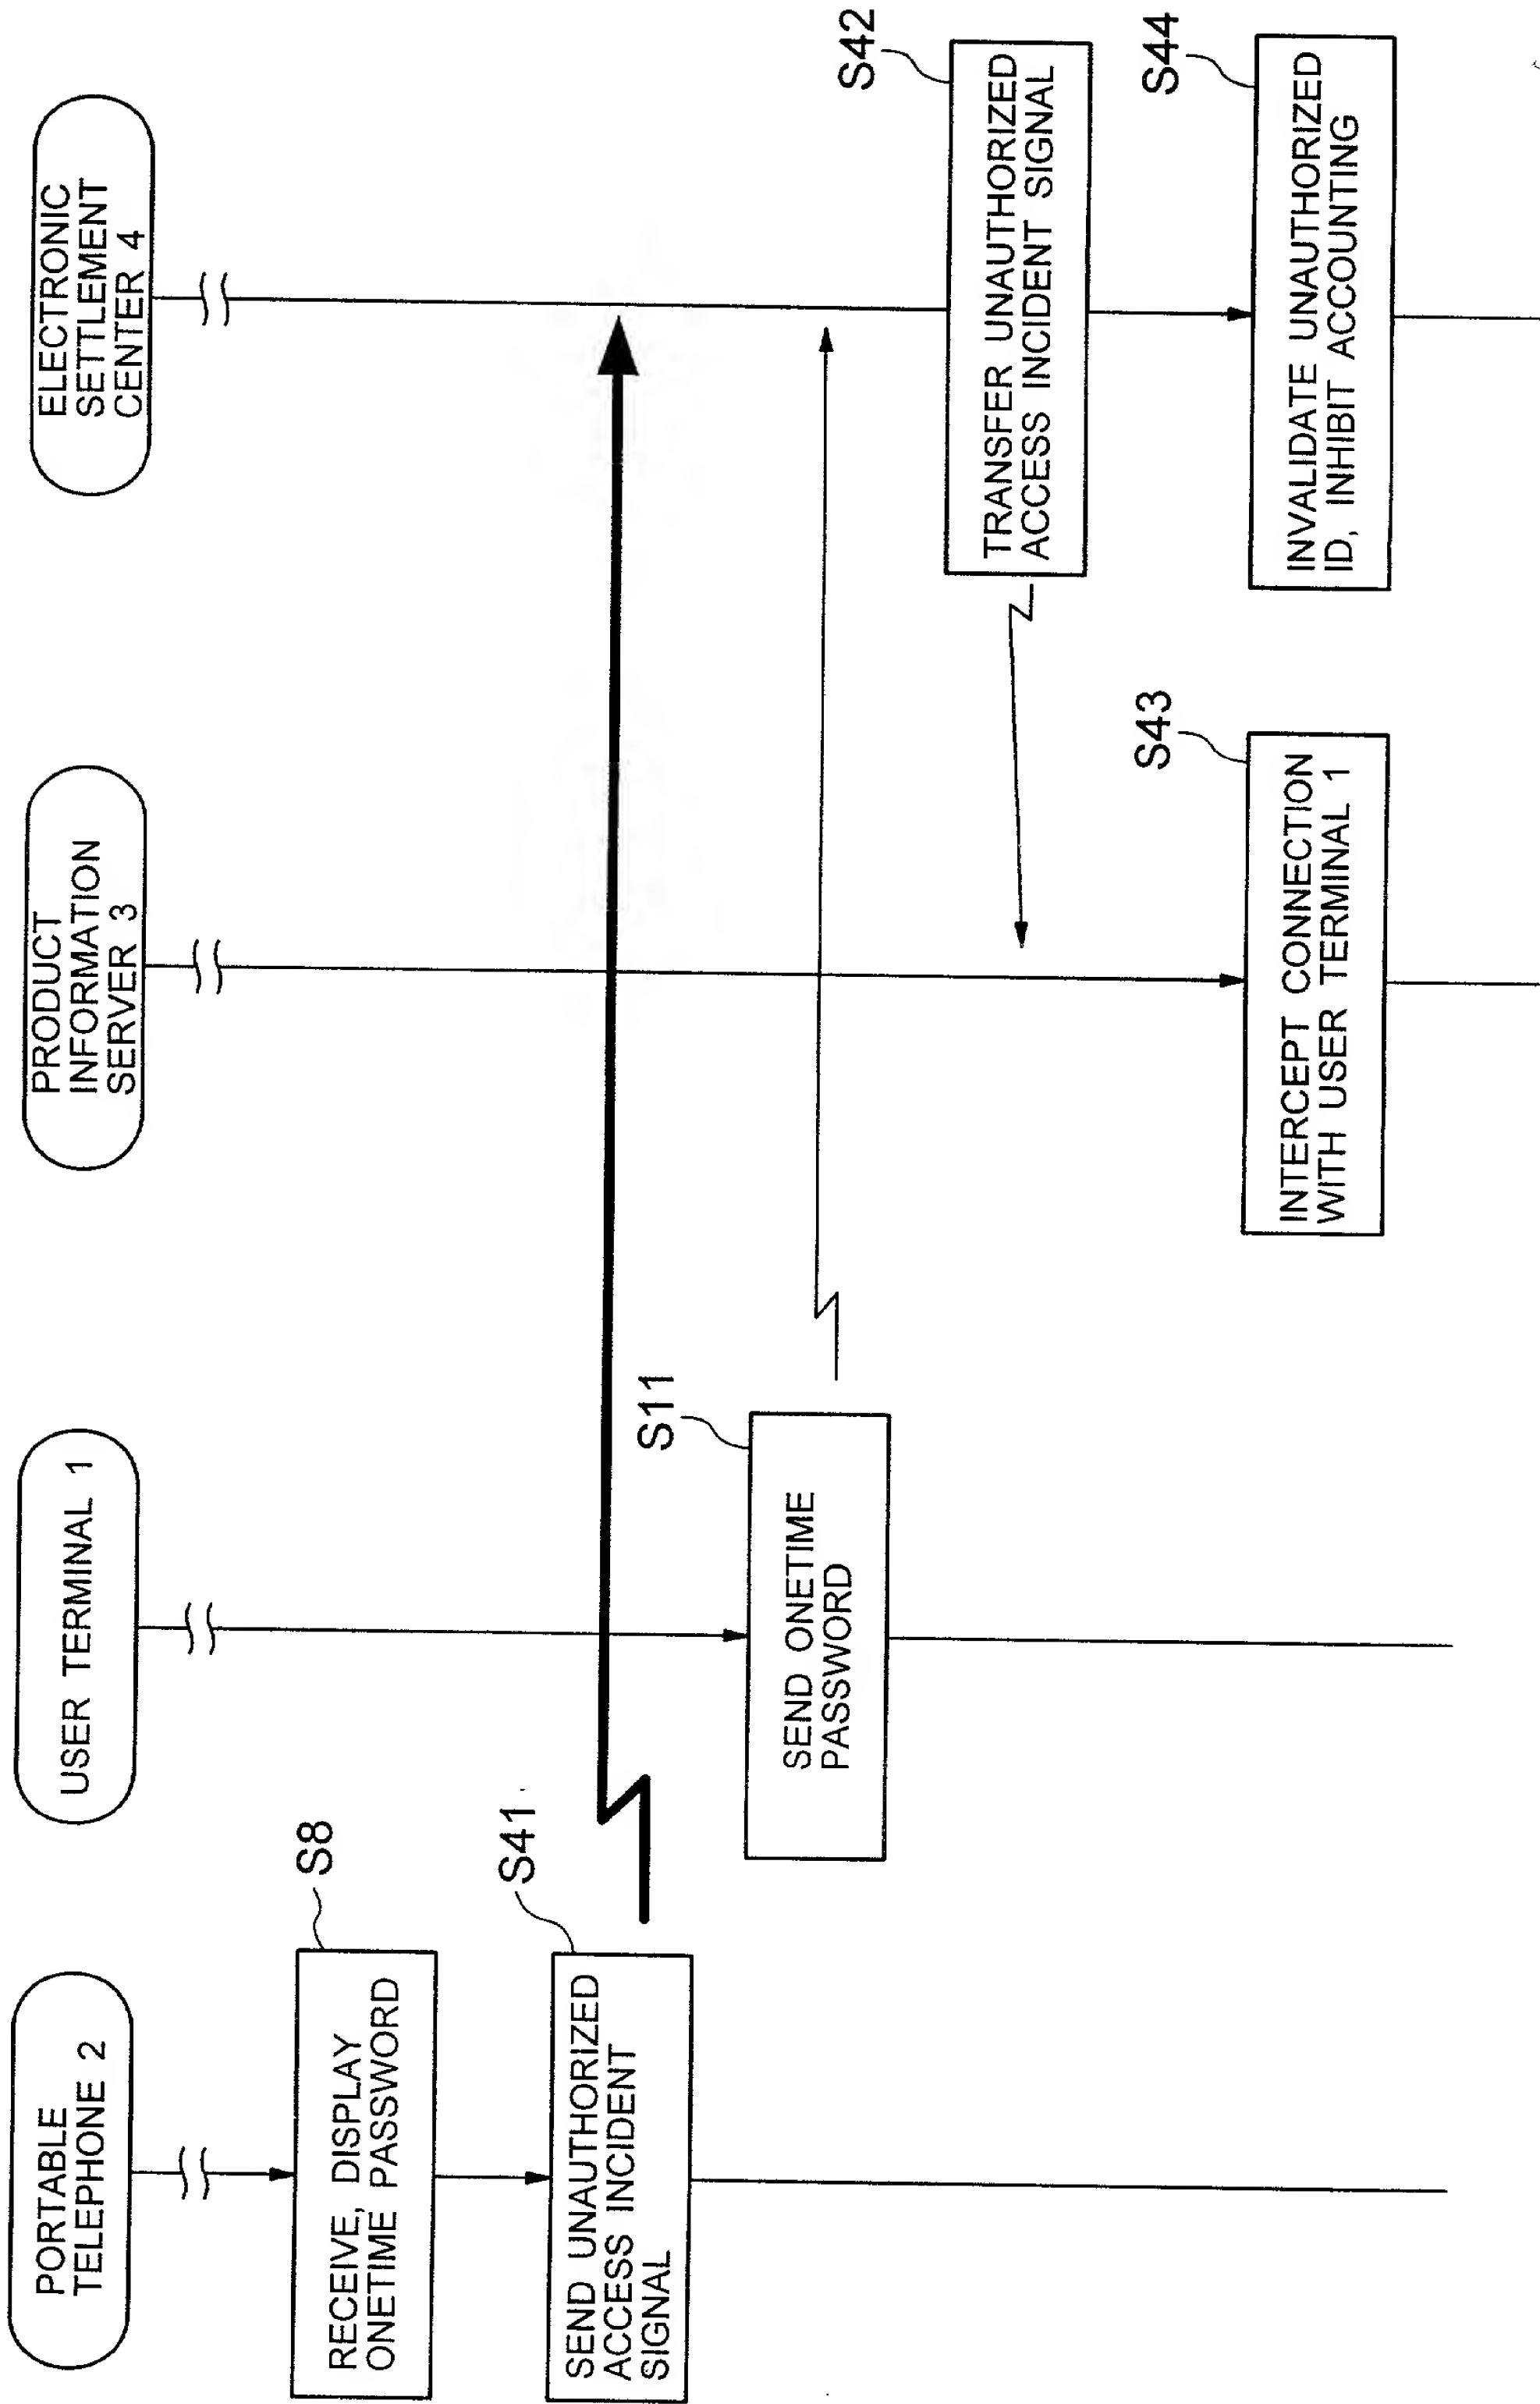 PORTABLE
TELEPHONE 2
USER TERMINAL 1
PRODUCT
INFORMATION
SERVER 3
ELECTRONIC
SETTLEMENT
CENTER 4
S8
RECEIVE, DISPLAY
ONETIME PASSWORD
S41
SEND UNAUTHORIZED
ACCESS INCIDENT
SIGNAL
S11
SEND ONETIME
PASSWORD
S42
TRANSFER UNAUTHORIZED
ACCESS INCIDENT SIGNAL
S43
INTERCEPT CONNECTION
WITH USER TERMINAL 1
S44
INVALIDATE UNAUTHORIZED
ID, INHIBIT ACCOUNTING